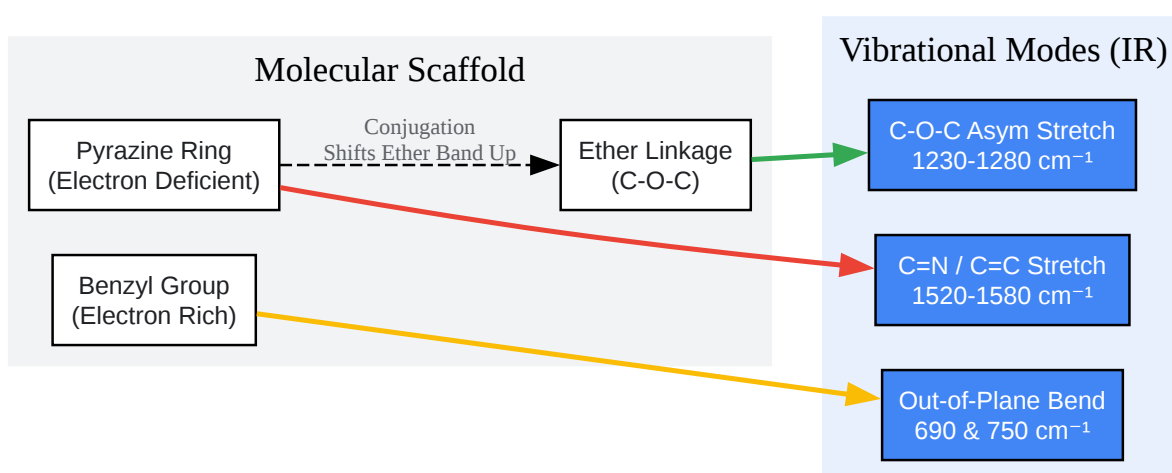 Molecular Scaffold
Pyrazine Ring
(Electron Deficient)
Conjugation
Shifts Ether Band Up
Ether Linkage
(C-O-C)
Benzyl Group
(Electron Rich)
Vibrational Modes (IR)
C-O-C Asym Stretch
1230-1280 cm⁻¹
C=N / C=C Stretch
1520-1580 cm⁻¹
Out-of-Plane Bend
690 & 750 cm⁻¹